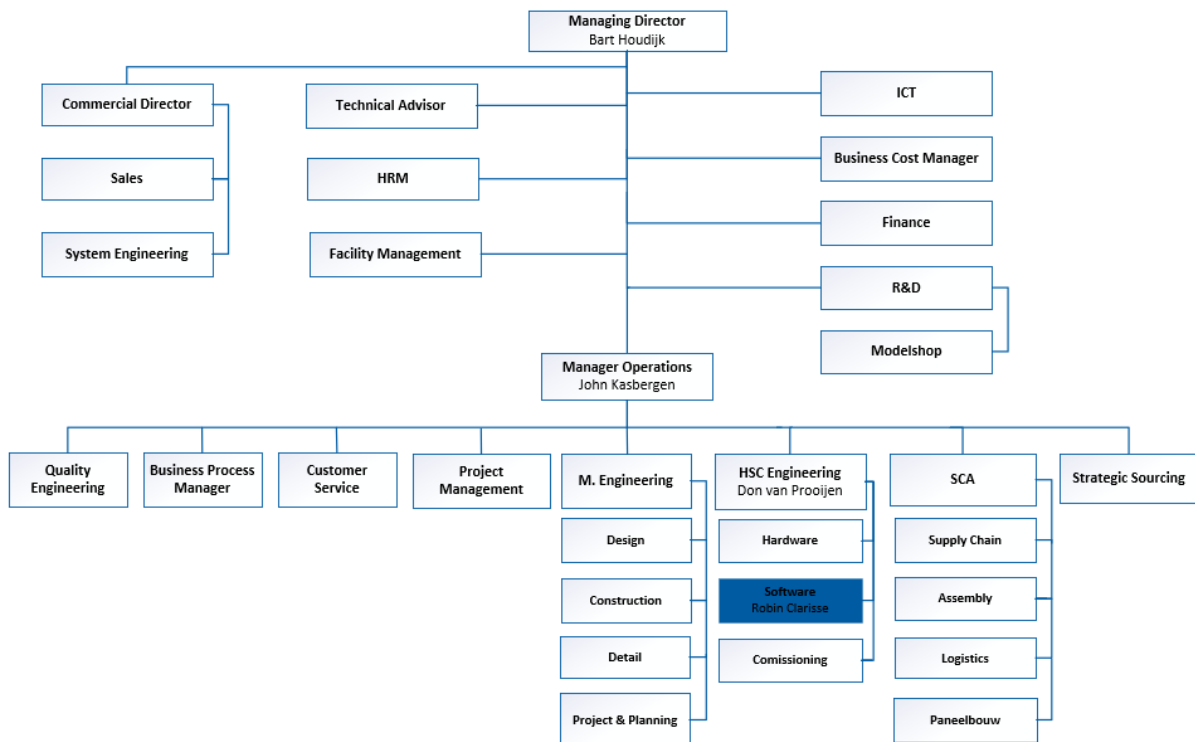 Managing Director
Bart Houdijk
Commercial Director
Technical Advisor
ICT
Sales
HRM
Business Cost Manager
System Engineering
Facility Management
Finance
R&D
Modelshop
Manager Operations
John Kasbergen
Quality
Engineering
Business Process
Manager
Customer
Service
Project
Management
M. Engineering
HSC Engineering
Don van Prooijen
SCA
Strategic Sourcing
Design
Hardware
Supply Chain
Construction
Software
Robin Clarisse
Assembly
Detail
Comissioning
Logistics
Project & Planning
Paneelbouw